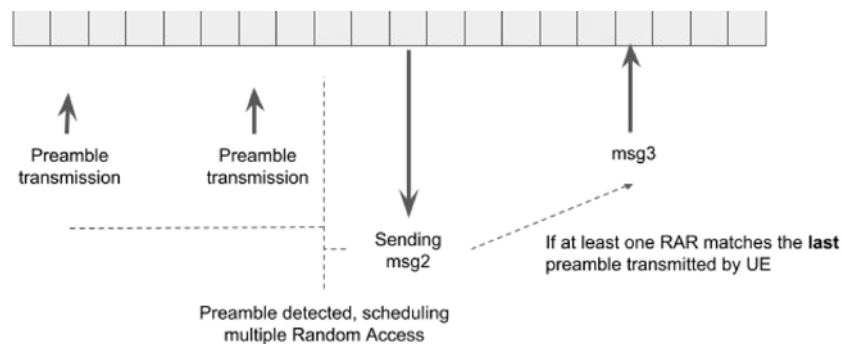 Preamble
transmission
Preamble
transmission
msg3
Sending
msg2
If at least one RAR matches the last
preamble transmitted by UE
Preamble detected, scheduling
multiple Random Access